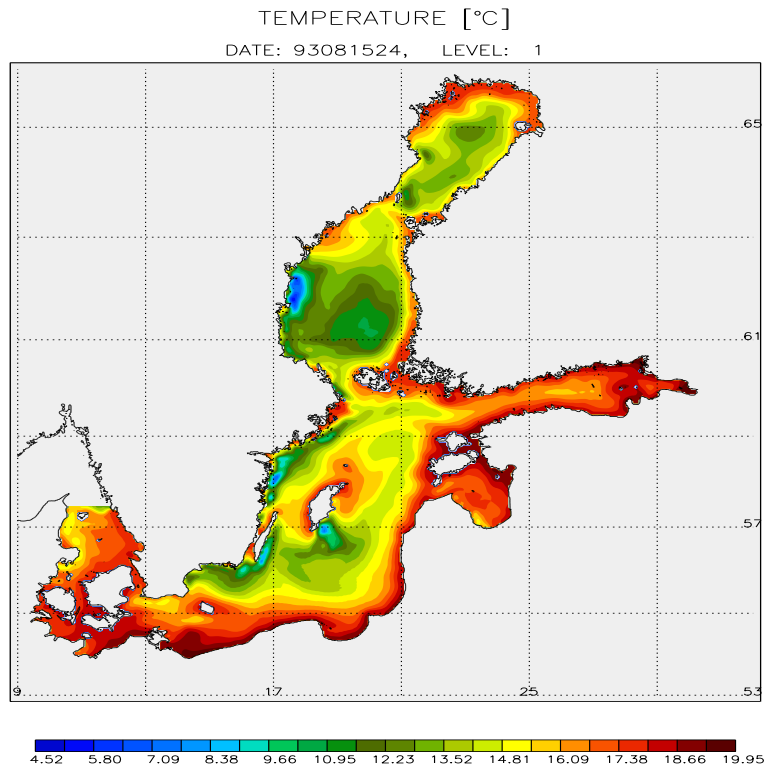 TEMPERATURE [°C]
DATE: 93081524, LEVEL: 1
65
61
57
9 17 25 53
4.52 5.80 7.09 8.38 9.66 10.95 12.23 13.52 14.81 16.09 17.38 18.66 19.95